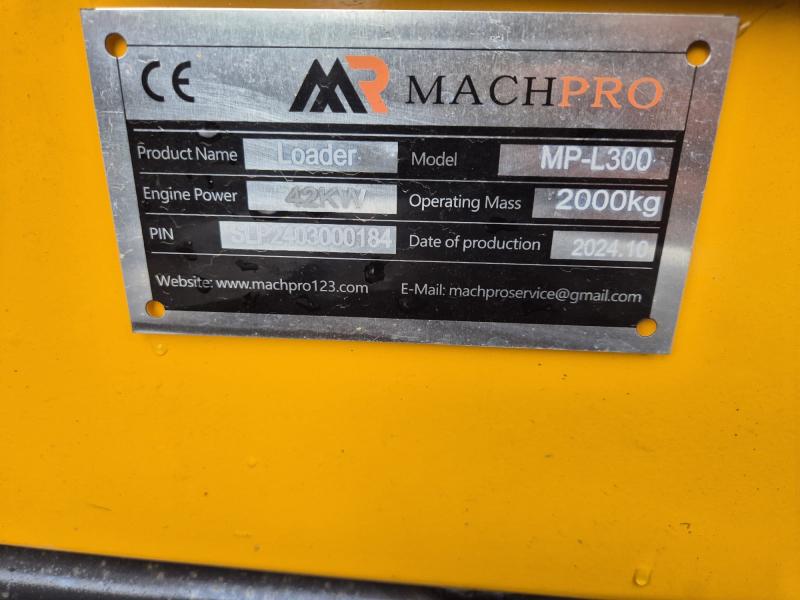 CE MR MACHPRO
Product Name Loader Model MP-L300
Engine Power 42KW Operating Mass 2000kg
PIN SLP2403000184 Date of production 2024.10
Website: www.machpro123.com E-Mail: machproservice@gmail.com